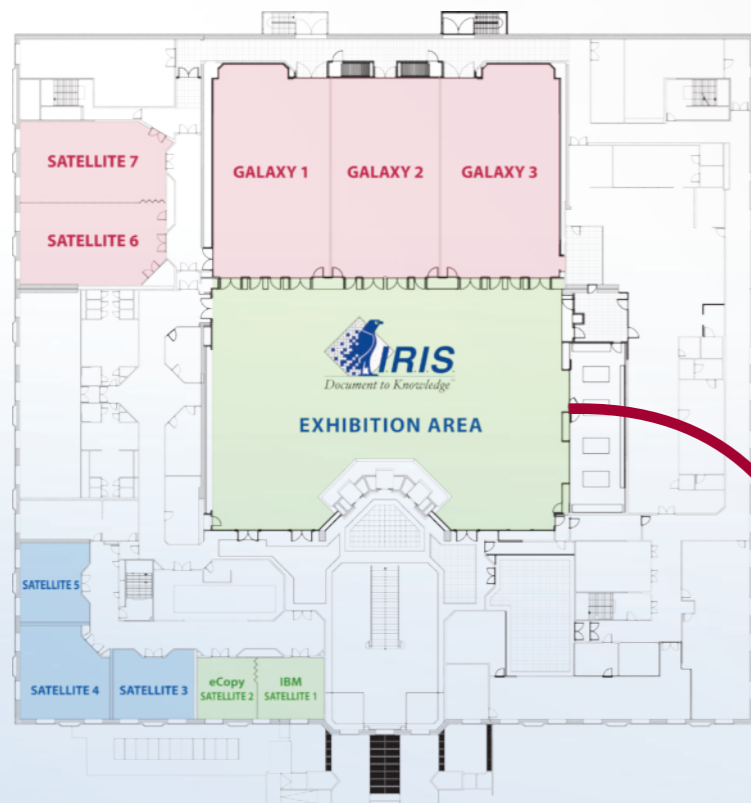 SATELLITE 7
SATELLITE 6
GALAXY 1
GALAXY 2
GALAXY 3
IRIS
Document to Knowledge™
EXHIBITION AREA
SATELLITE 5
SATELLITE 4
SATELLITE 3
eCopy
SATELLITE 2
IBM
SATELLITE 1